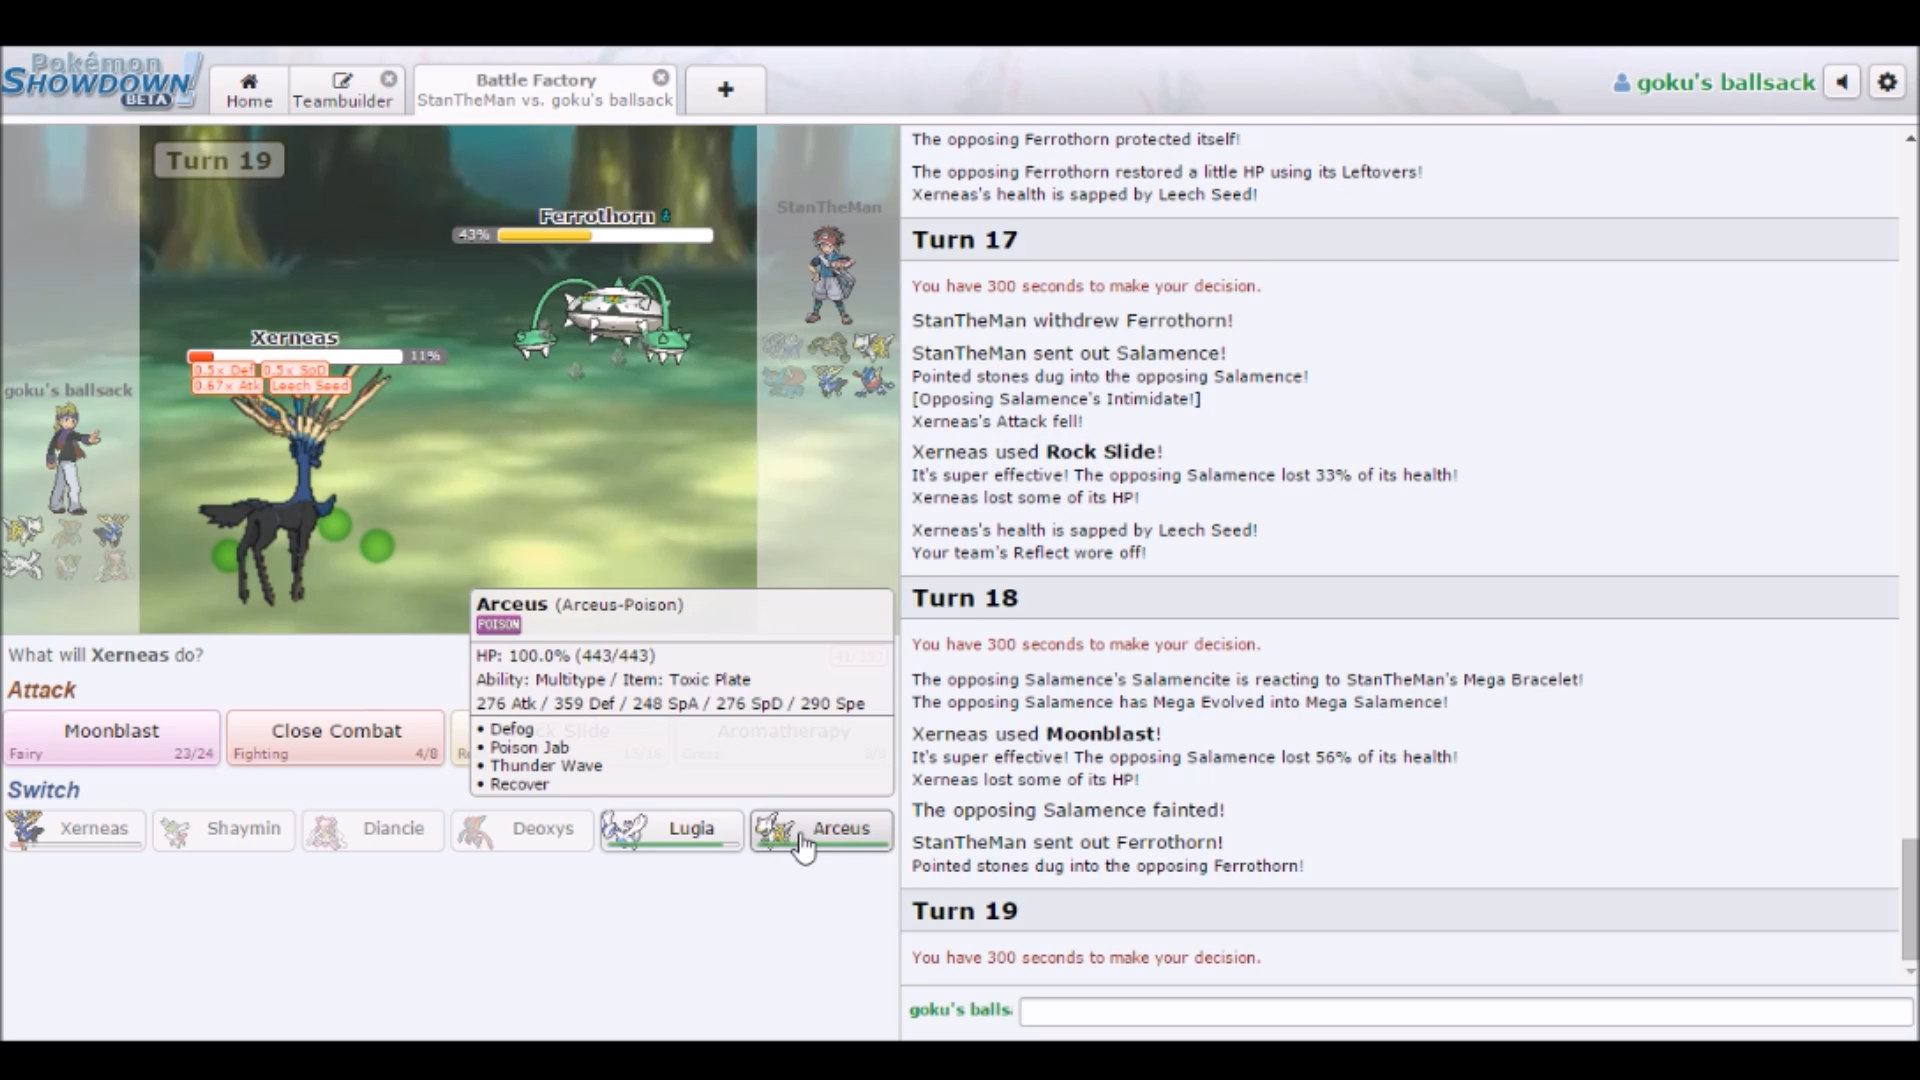 Pokémon
SHOWDOWN!
BETA
Home
Teambuilder
Battle Factory
StanTheMan vs. goku's ballsack
+
goku's ballsack
Turn 19
Ferrothorn
43%
StanTheMan
Xerneas
11%
0.5× Def 0.5× SpD
0.67× Atk Leech Seed
goku's ballsack
Arceus (Arceus-Poison)
POISON
HP: 100.0% (443/443)
Ability: Multitype / Item: Toxic Plate
276 Atk / 359 Def / 248 SpA / 276 SpD / 290 Spe
• Defog
• Poison Jab
• Thunder Wave
• Recover
What will Xerneas do?
Attack
Moonblast
Fairy 23/24
Close Combat
Fighting 4/8
Slide
Aromatherapy
Switch
Xerneas
Shaymin
Diancie
Deoxys
Lugia
Arceus
The opposing Ferrothorn protected itself!
The opposing Ferrothorn restored a little HP using its Leftovers!
Xerneas's health is sapped by Leech Seed!
Turn 17
You have 300 seconds to make your decision.
StanTheMan withdrew Ferrothorn!
StanTheMan sent out Salamence!
Pointed stones dug into the opposing Salamence!
[Opposing Salamence's Intimidate!]
Xerneas's Attack fell!
Xerneas used Rock Slide!
It's super effective! The opposing Salamence lost 33% of its health!
Xerneas lost some of its HP!
Xerneas's health is sapped by Leech Seed!
Your team's Reflect wore off!
Turn 18
You have 300 seconds to make your decision.
The opposing Salamence's Salamencite is reacting to StanTheMan's Mega Bracelet!
The opposing Salamence has Mega Evolved into Mega Salamence!
Xerneas used Moonblast!
It's super effective! The opposing Salamence lost 56% of its health!
Xerneas lost some of its HP!
The opposing Salamence fainted!
StanTheMan sent out Ferrothorn!
Pointed stones dug into the opposing Ferrothorn!
Turn 19
You have 300 seconds to make your decision.
goku's balls